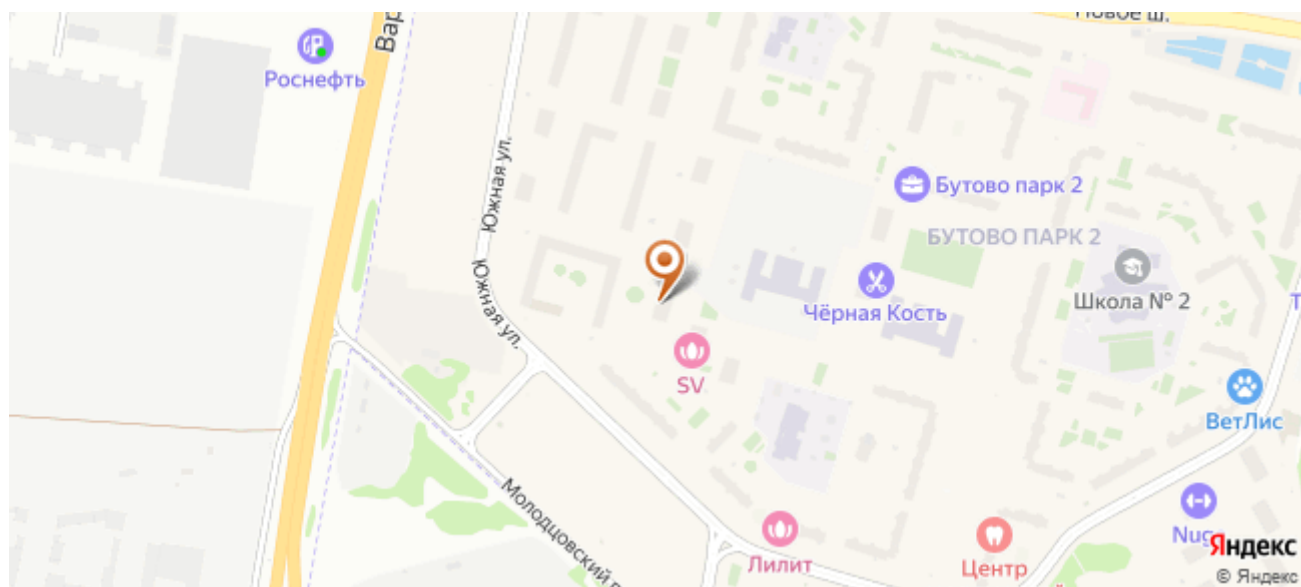 Новое ш.
Вар
Роснефть
Южная ул.
Бутово парк 2
БУТОВО ПАРК 2
Южная ул.
Школа № 2
Чёрная Кость
SV
ВетЛис
Молодцовский
Nuga
Яндекс
Лилит
Центр
© Яндекс